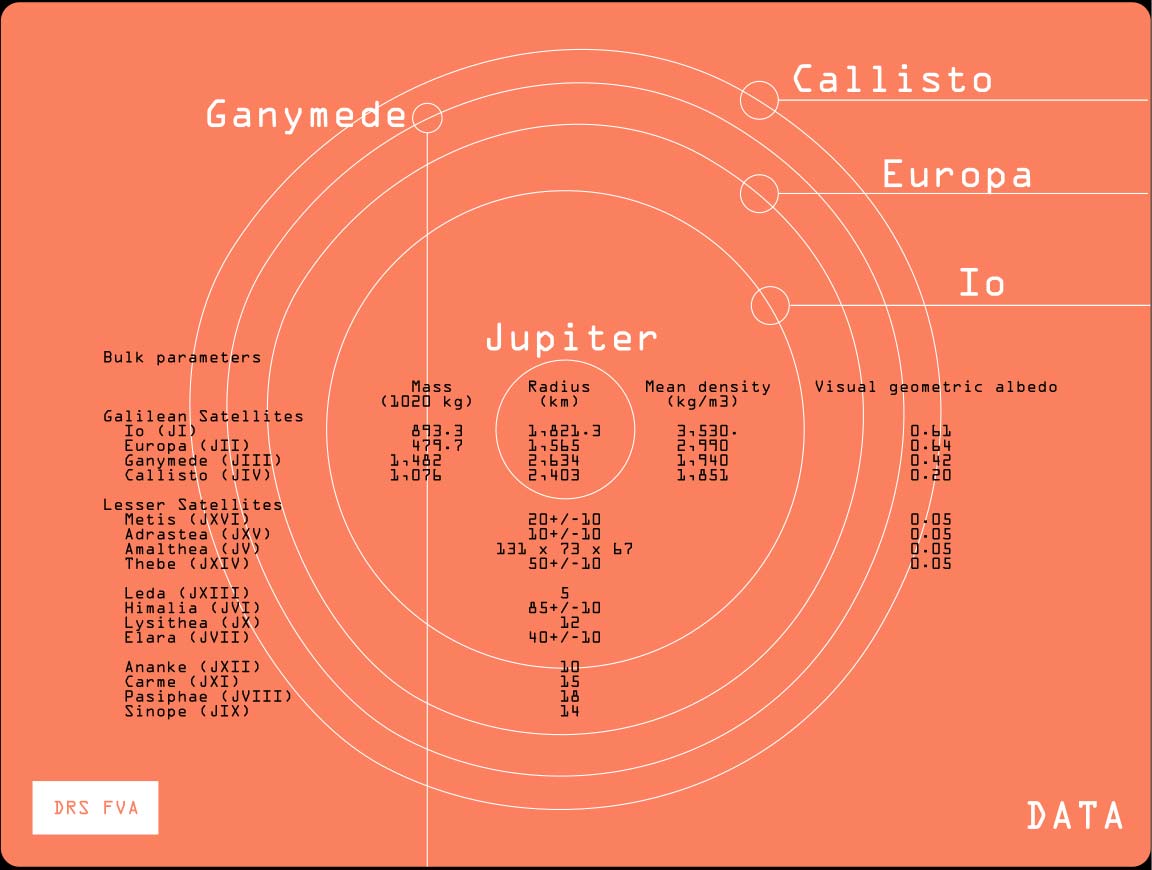 Callisto
Ganymede
Europa
Io
Jupiter
Bulk parameters
Mass Radius Mean density Visual geometric albedo
(1020 kg) (km) (kg/m3)
Galilean Satellites
Io (JI) 893.3 1,821.3 3,530. 0.61
Europa (JII) 479.7 1,565 2,990 0.64
Ganymede (JIII) 1,482 2,634 1,940 0.42
Callisto (JIV) 1,076 2,403 1,851 0.20
Lesser Satellites
Metis (JXVI) 20+/-10 0.05
Adrastea (JXV) 10+/-10 0.05
Amalthea (JV) 131 x 73 x 67 0.05
Thebe (JXIV) 50+/-10 0.05
Leda (JXIII) 5
Himalia (JVI) 85+/-10
Lysithea (JX) 12
Elara (JVII) 40+/-10
Ananke (JXII) 10
Carme (JXI) 15
Pasiphae (JVIII) 18
Sinope (JIX) 14
DRS FVA
DATA